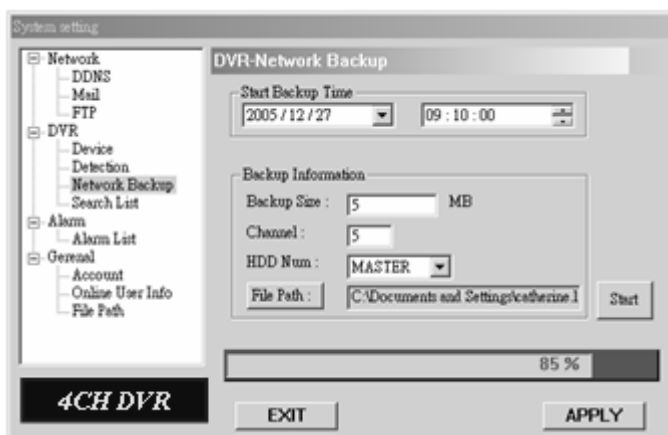 System setting
Network
DDNS
Mail
FTP
DVR
Device
Detection
Network Backup
Search List
Alarm
Alarm List
Gerenal
Account
Online User Info
File Path
4CH DVR
DVR-Network Backup
Start Backup Time
2005 / 12 / 27 09 : 10 : 00
Backup Information
Backup Size : 5 MB
Channel : 5
HDD Num : MASTER
File Path : C:\Documents and Settings\catherine.l
Start
85 %
EXIT APPLY